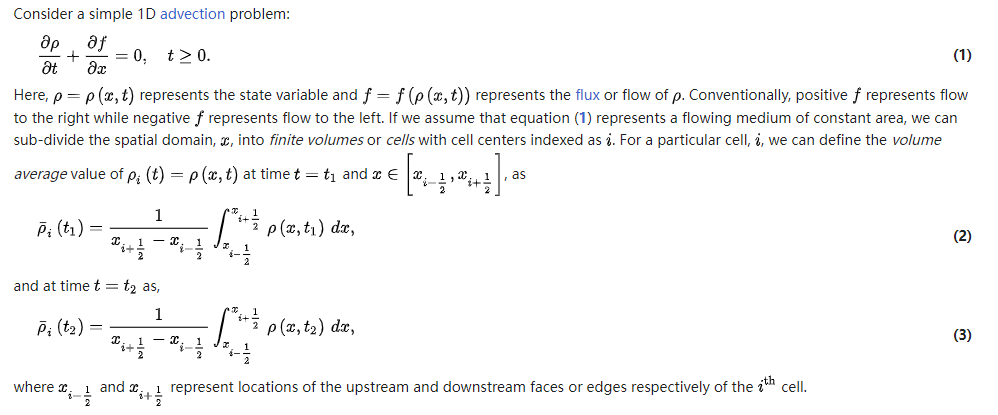 Consider a simple 1D advection problem:
∂ρ/∂t + ∂f/∂x = 0, t ≥ 0. (1)
Here, ρ = ρ (x, t) represents the state variable and f = f (ρ (x, t)) represents the flux or flow of ρ. Conventionally, positive f represents flow
to the right while negative f represents flow to the left. If we assume that equation (1) represents a flowing medium of constant area, we can
sub-divide the spatial domain, x, into finite volumes or cells with cell centers indexed as i. For a particular cell, i, we can define the volume
average value of ρ_i (t) = ρ (x, t) at time t = t_1 and x ∈ [x_{i-1/2}, x_{i+1/2}], as
ρ̄_i (t_1) = 1/(x_{i+1/2} − x_{i-1/2}) ∫_{x_{i-1/2}}^{x_{i+1/2}} ρ (x, t_1) dx, (2)
and at time t = t_2 as,
ρ̄_i (t_2) = 1/(x_{i+1/2} − x_{i-1/2}) ∫_{x_{i-1/2}}^{x_{i+1/2}} ρ (x, t_2) dx, (3)
where x_{i-1/2} and x_{i+1/2} represent locations of the upstream and downstream faces or edges respectively of the i^th cell.